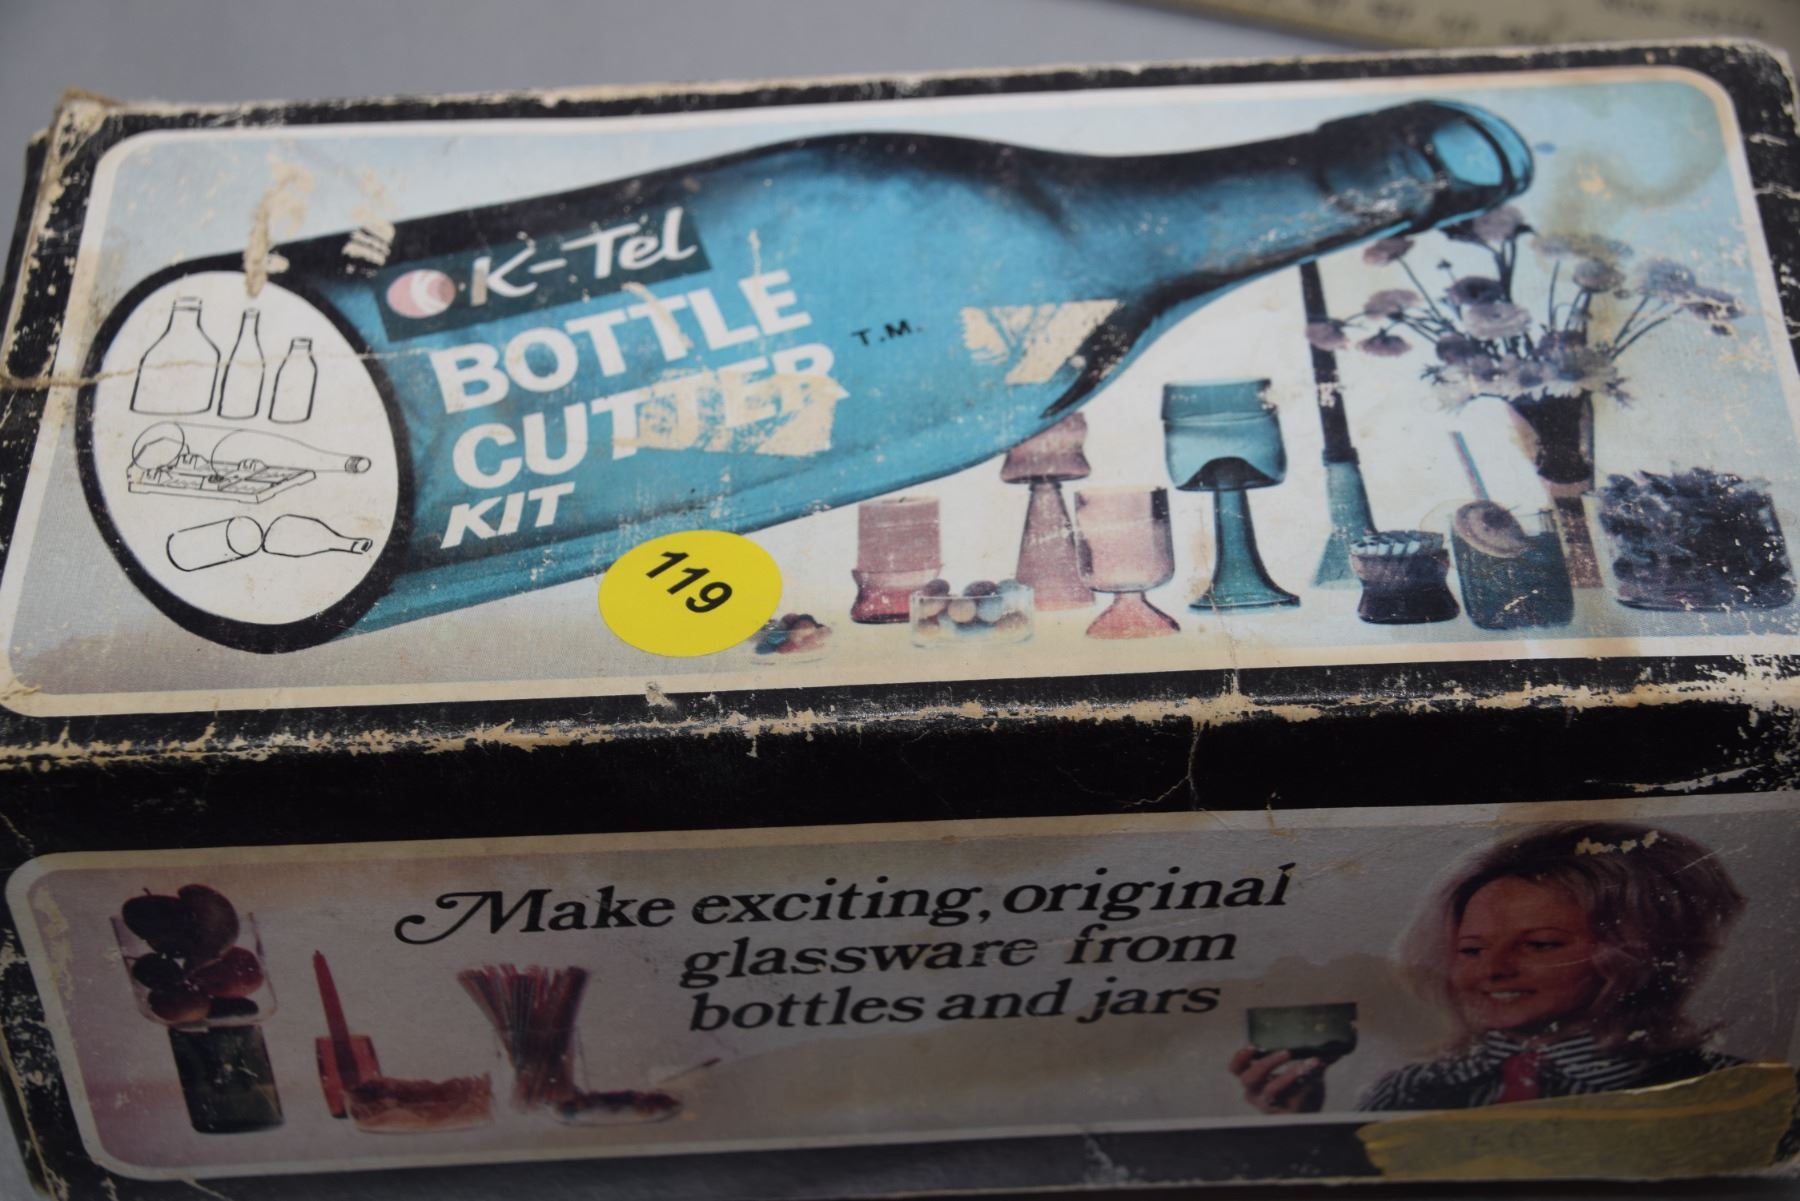 K-Tel
BOTTLE
CUTTER
KIT
T.M.
119
Make exciting, original
glassware from
bottles and jars